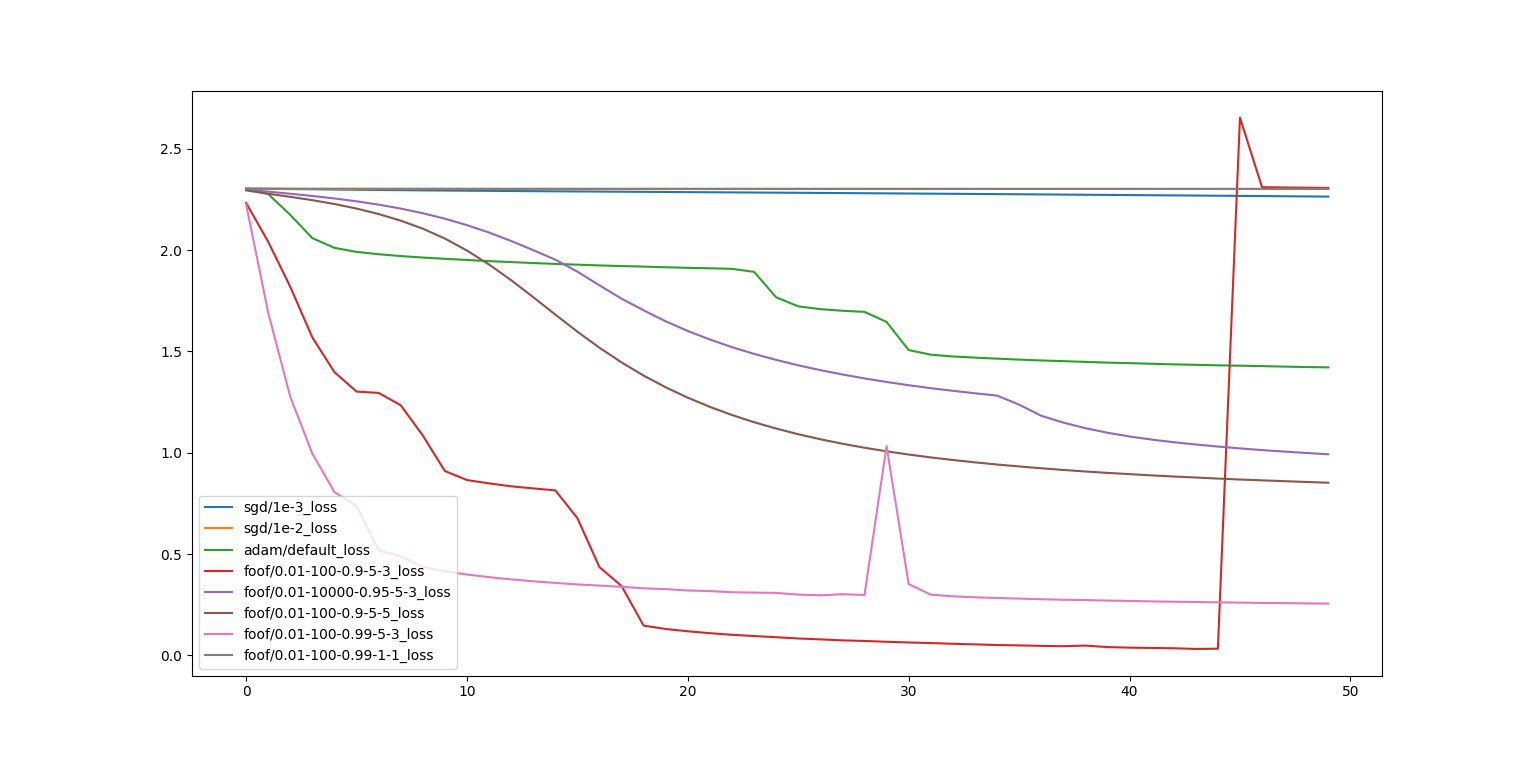 2.5
2.0
1.5
1.0
0.5
0.0
sgd/1e-3_loss
sgd/1e-2_loss
adam/default_loss
foof/0.01-100-0.9-5-3_loss
foof/0.01-10000-0.95-5-3_loss
foof/0.01-100-0.9-5-5_loss
foof/0.01-100-0.99-5-3_loss
foof/0.01-100-0.99-1-1_loss
0 10 20 30 40 50